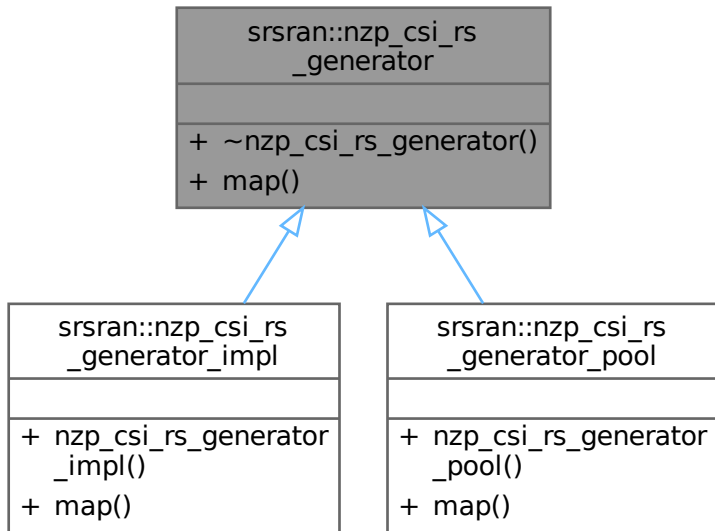 srsran::nzp_csi_rs
_generator
+ ~nzp_csi_rs_generator()
+ map()
srsran::nzp_csi_rs
_generator_impl
+ nzp_csi_rs_generator
_impl()
+ map()
srsran::nzp_csi_rs
_generator_pool
+ nzp_csi_rs_generator
_pool()
+ map()